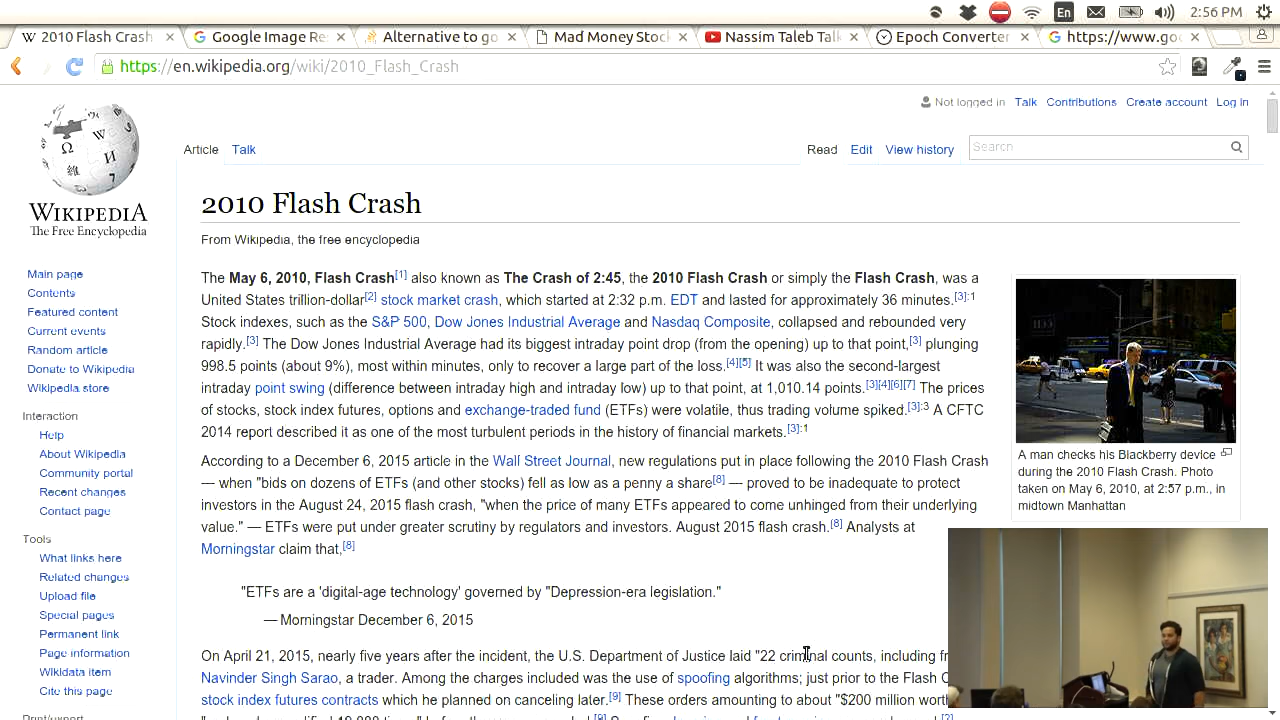 En 2:56 PM
2010 Flash Crash
Google Image Re
Alternative to go
Mad Money Stoc
Nassim Taleb Tal
Epoch Converte
https://www.goo
https://en.wikipedia.org/wiki/2010_Flash_Crash
Not logged in Talk Contributions Create account Log in
Article Talk
Read Edit View history
Search
WIKIPEDIA
The Free Encyclopedia
Main page
Contents
Featured content
Current events
Random article
Donate to Wikipedia
Wikipedia store
Interaction
Help
About Wikipedia
Community portal
Recent changes
Contact page
Tools
What links here
Related changes
Upload file
Special pages
Permanent link
Page information
Wikidata item
Cite this page
Print/export
2010 Flash Crash
From Wikipedia, the free encyclopedia
The May 6, 2010, Flash Crash[1] also known as The Crash of 2:45, the 2010 Flash Crash or simply the Flash Crash, was a
United States trillion-dollar[2] stock market crash, which started at 2:32 p.m. EDT and lasted for approximately 36 minutes.[3]:1
Stock indexes, such as the S&P 500, Dow Jones Industrial Average and Nasdaq Composite, collapsed and rebounded very
rapidly.[3] The Dow Jones Industrial Average had its biggest intraday point drop (from the opening) up to that point,[3] plunging
998.5 points (about 9%), most within minutes, only to recover a large part of the loss.[4][5] It was also the second-largest
intraday point swing (difference between intraday high and intraday low) up to that point, at 1,010.14 points.[3][4][6][7] The prices
of stocks, stock index futures, options and exchange-traded fund (ETFs) were volatile, thus trading volume spiked.[3]:3 A CFTC
2014 report described it as one of the most turbulent periods in the history of financial markets.[3]:1
According to a December 6, 2015 article in the Wall Street Journal, new regulations put in place following the 2010 Flash Crash
— when "bids on dozens of ETFs (and other stocks) fell as low as a penny a share[8] — proved to be inadequate to protect
investors in the August 24, 2015 flash crash, "when the price of many ETFs appeared to come unhinged from their underlying
value." — ETFs were put under greater scrutiny by regulators and investors. August 2015 flash crash.[8] Analysts at
Morningstar claim that,[8]
"ETFs are a 'digital-age technology' governed by "Depression-era legislation."
— Morningstar December 6, 2015
On April 21, 2015, nearly five years after the incident, the U.S. Department of Justice laid "22 criminal counts, including fr
Navinder Singh Sarao, a trader. Among the charges included was the use of spoofing algorithms; just prior to the Flash C
stock index futures contracts which he planned on canceling later.[9] These orders amounting to about "$200 million worth
A man checks his Blackberry device
during the 2010 Flash Crash. Photo
taken on May 6, 2010, at 2:57 p.m., in
midtown Manhattan